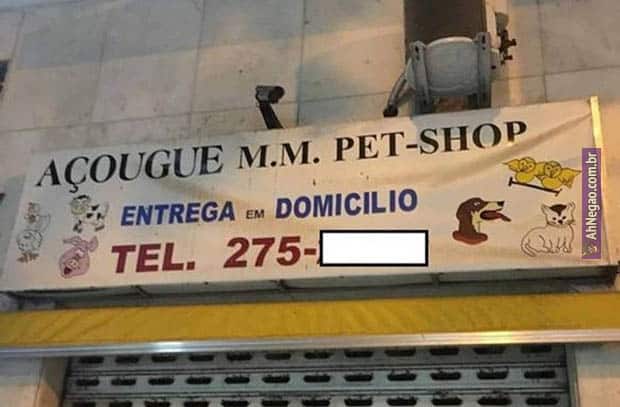 AÇOUGUE M.M. PET-SHOP
ENTREGA EM DOMICILIO
TEL. 275-
AhNegao.com.br